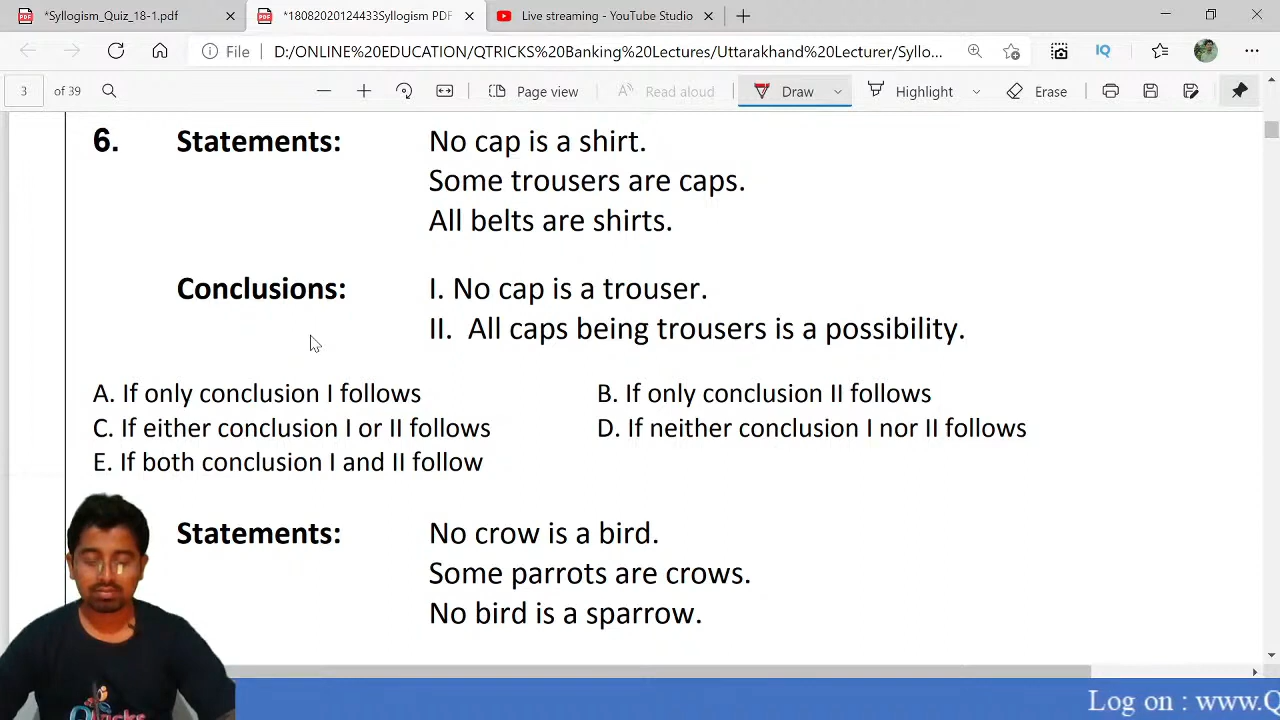 *Syllogism_Quiz_18-1.pdf
*18082020124433Syllogism PDF
Live streaming - YouTube Studio
File
D:/ONLINE%20EDUCATION/QTRICKS%20Banking%20Lectures/Uttarakhand%20Lecturer/Syllo...
IQ
3 of 39
Page view
Read aloud
Draw
Highlight
Erase
6. Statements: No cap is a shirt.
Some trousers are caps.
All belts are shirts.
Conclusions: I. No cap is a trouser.
II. All caps being trousers is a possibility.
A. If only conclusion I follows B. If only conclusion II follows
C. If either conclusion I or II follows D. If neither conclusion I nor II follows
E. If both conclusion I and II follow
Statements: No crow is a bird.
Some parrots are crows.
No bird is a sparrow.
QTricks
Log on : www.Q